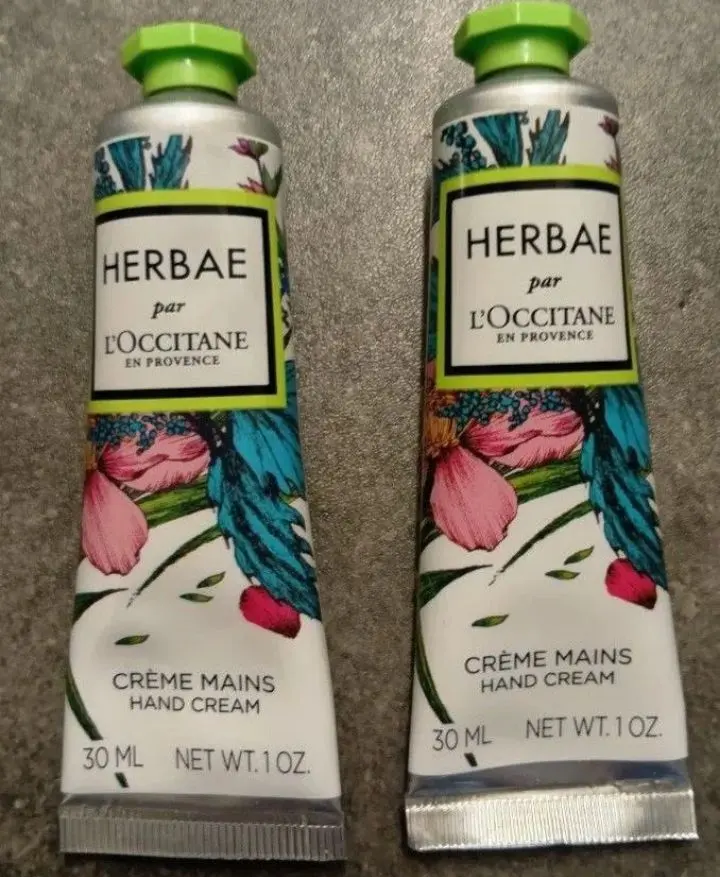 HERBAE
par
L'OCCITANE
EN PROVENCE
CRÈME MAINS
HAND CREAM
30 ML NET WT. 1 OZ.
HERBAE
par
L'OCCITANE
EN PROVENCE
CRÈME MAINS
HAND CREAM
30 ML NET WT. 1 OZ.